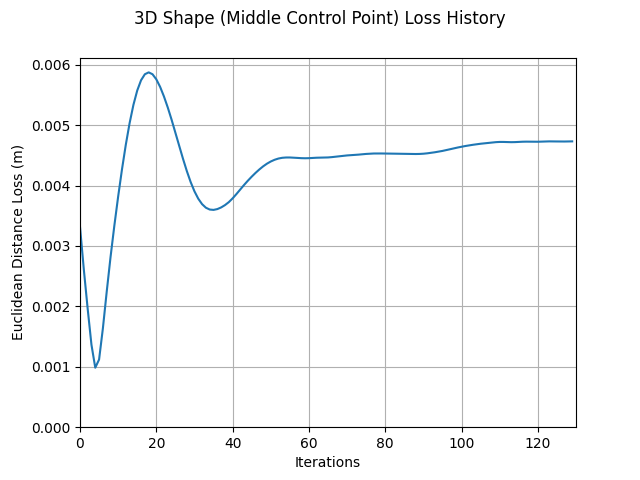 3D Shape (Middle Control Point) Loss History
0.006
0.005
0.004
0.003
0.002
0.001
0.000
Euclidean Distance Loss (m)
0 20 40 60 80 100 120
Iterations